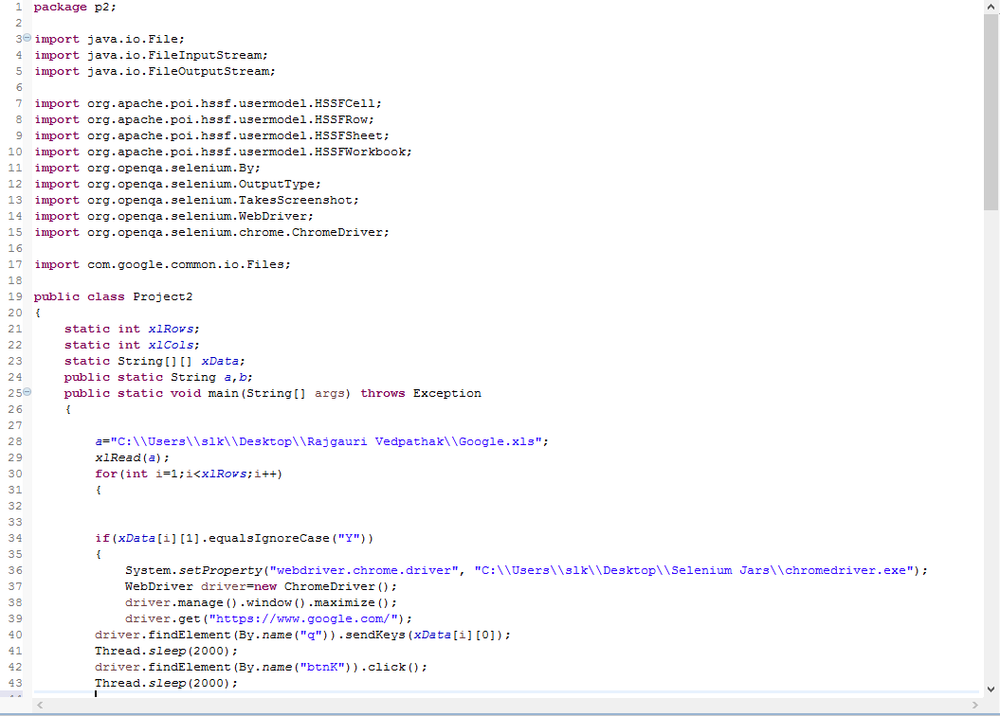 1 package p2;
2
3 import java.io.File;
4 import java.io.FileInputStream;
5 import java.io.FileOutputStream;
6
7 import org.apache.poi.hssf.usermodel.HSSFCell;
8 import org.apache.poi.hssf.usermodel.HSSFRow;
9 import org.apache.poi.hssf.usermodel.HSSFSheet;
10 import org.apache.poi.hssf.usermodel.HSSFWorkbook;
11 import org.openqa.selenium.By;
12 import org.openqa.selenium.OutputType;
13 import org.openqa.selenium.TakesScreenshot;
14 import org.openqa.selenium.WebDriver;
15 import org.openqa.selenium.chrome.ChromeDriver;
16
17 import com.google.common.io.Files;
18
19 public class Project2
20 {
21     static int xlRows;
22     static int xlCols;
23     static String[][] xData;
24     public static String a,b;
25     public static void main(String[] args) throws Exception
26     {
27
28         a="C:\\Users\\slk\\Desktop\\Rajgauri Vedpathak\\Google.xls";
29         xlRead(a);
30         for(int i=1;i<xlRows;i++)
31         {
32
33
34         if(xData[i][1].equalsIgnoreCase("Y"))
35         {
36             System.setProperty("webdriver.chrome.driver", "C:\\Users\\slk\\Desktop\\Selenium Jars\\chromedriver.exe");
37             WebDriver driver=new ChromeDriver();
38             driver.manage().window().maximize();
39             driver.get("https://www.google.com/");
40         driver.findElement(By.name("q")).sendKeys(xData[i][0]);
41         Thread.sleep(2000);
42         driver.findElement(By.name("btnK")).click();
43         Thread.sleep(2000);